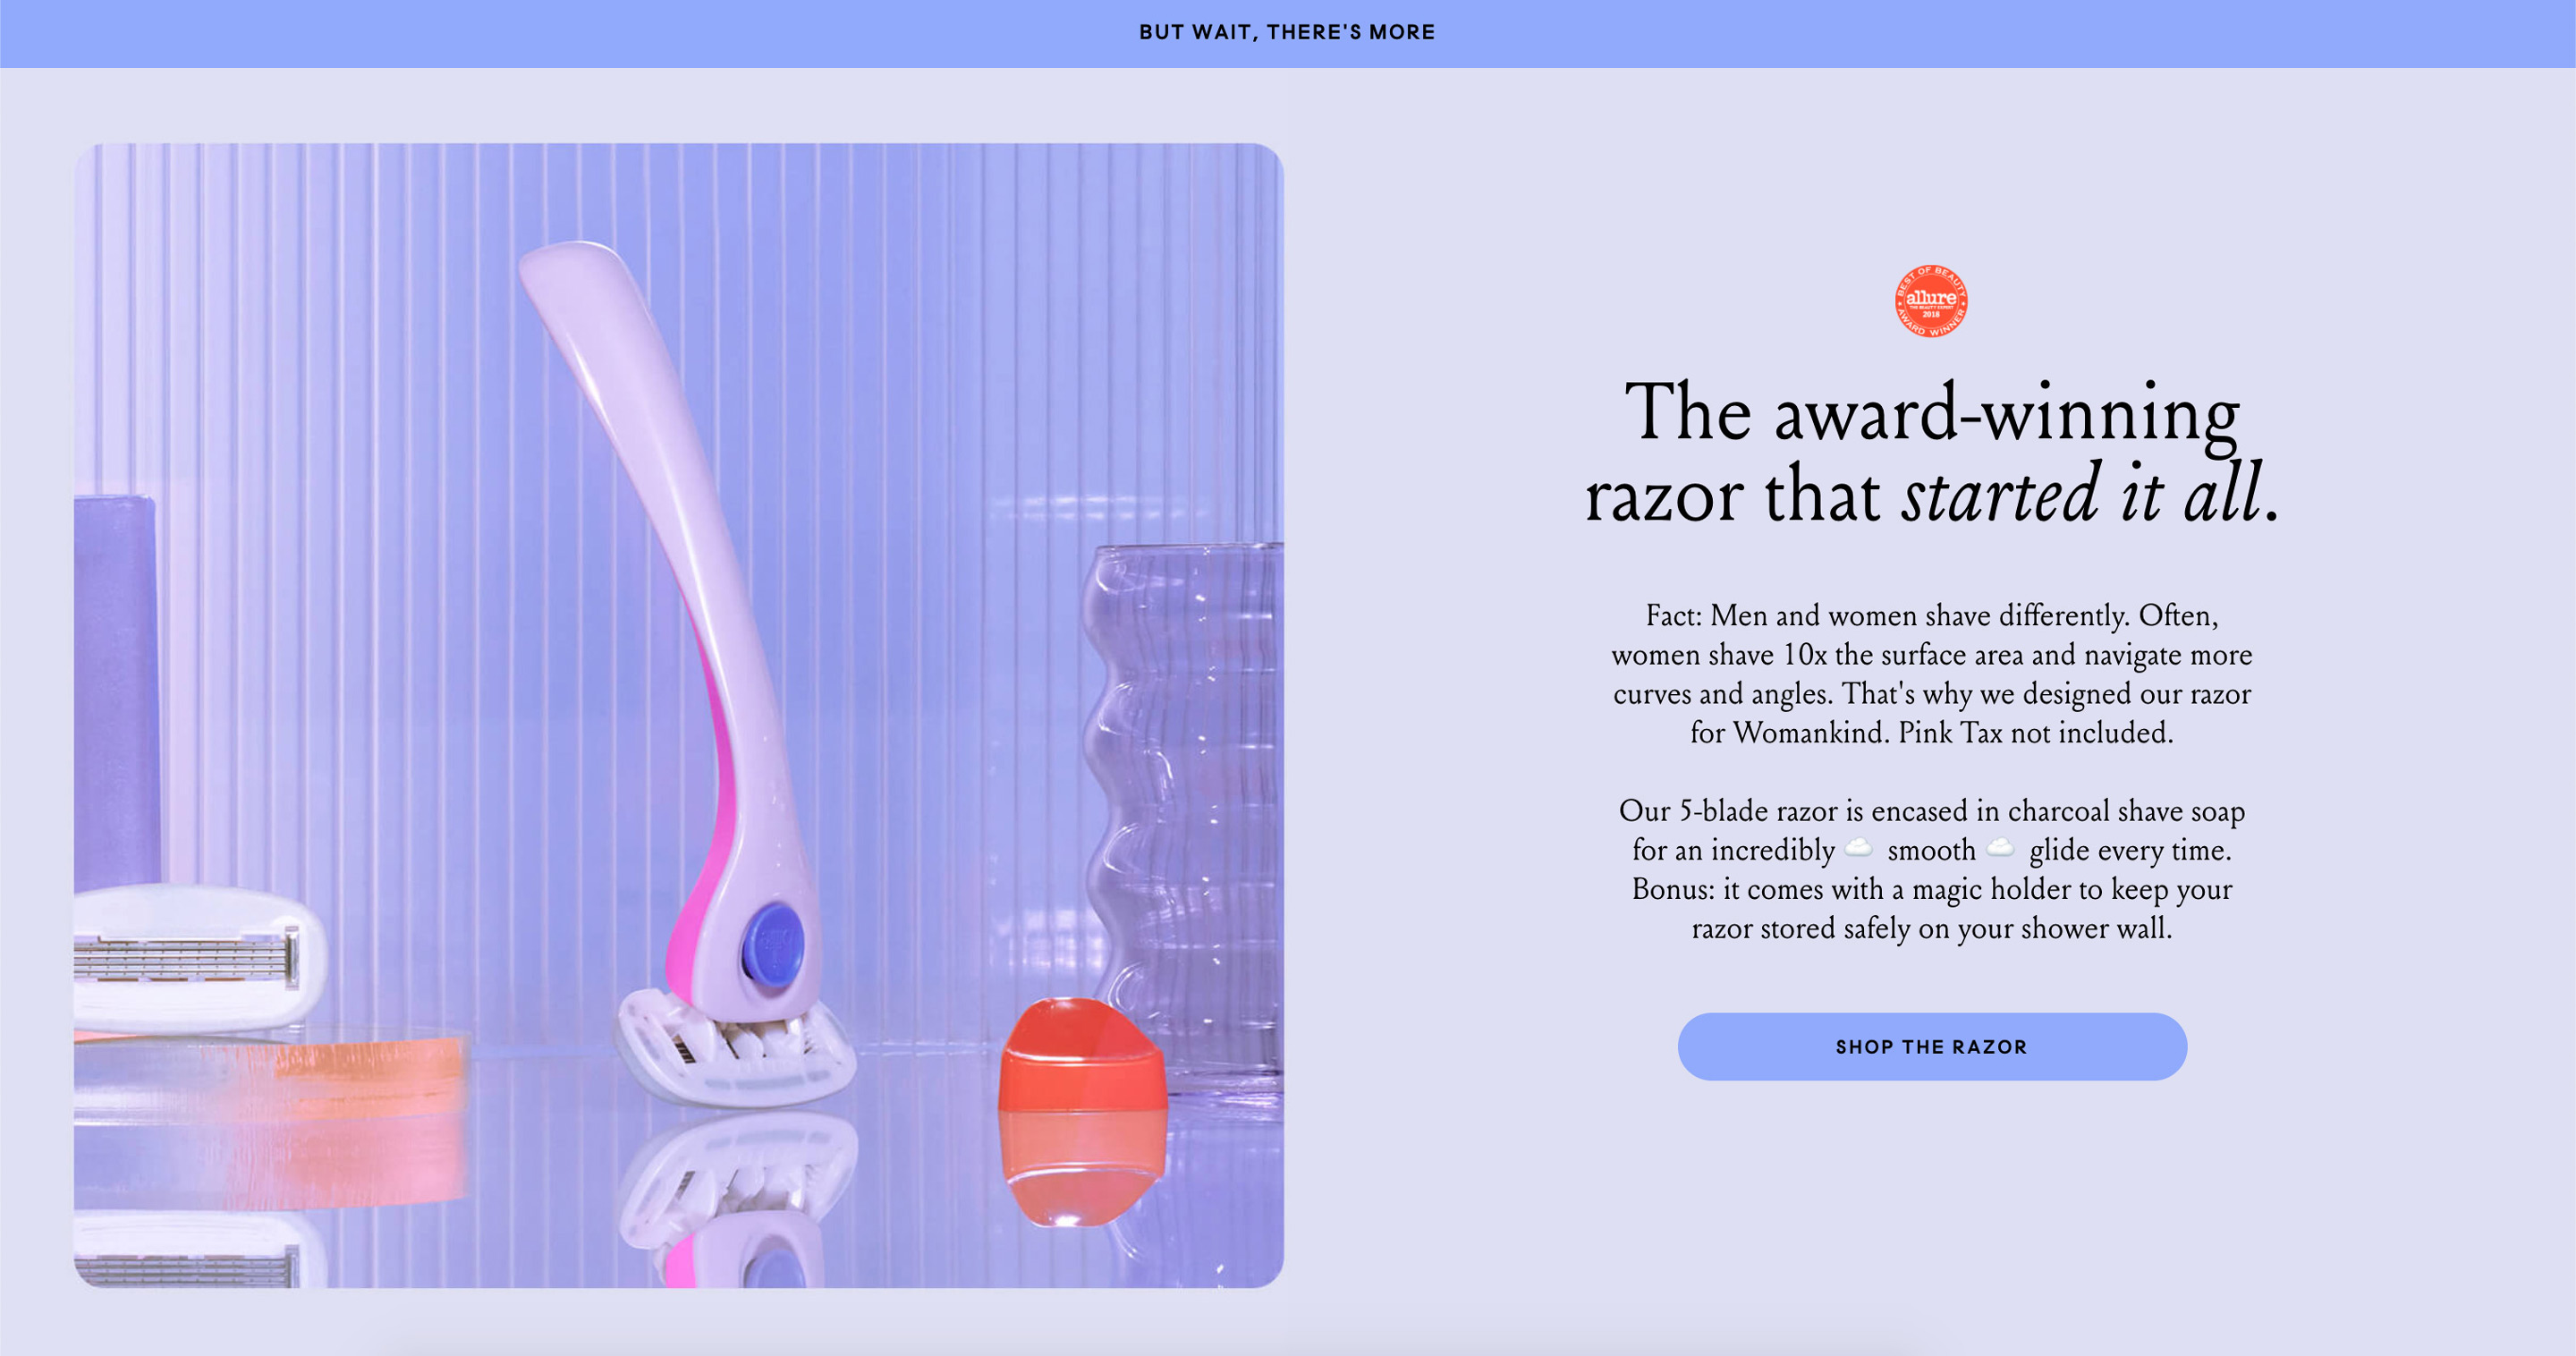 BUT WAIT, THERE'S MORE
BEST OF BEAUTY
allure
THE BEAUTY EXPERT
2018
AWARD WINNER
The award-winning
razor that started it all.
Fact: Men and women shave differently. Often,
women shave 10x the surface area and navigate more
curves and angles. That's why we designed our razor
for Womankind. Pink Tax not included.
Our 5-blade razor is encased in charcoal shave soap
for an incredibly ☁️ smooth ☁️ glide every time.
Bonus: it comes with a magic holder to keep your
razor stored safely on your shower wall.
SHOP THE RAZOR